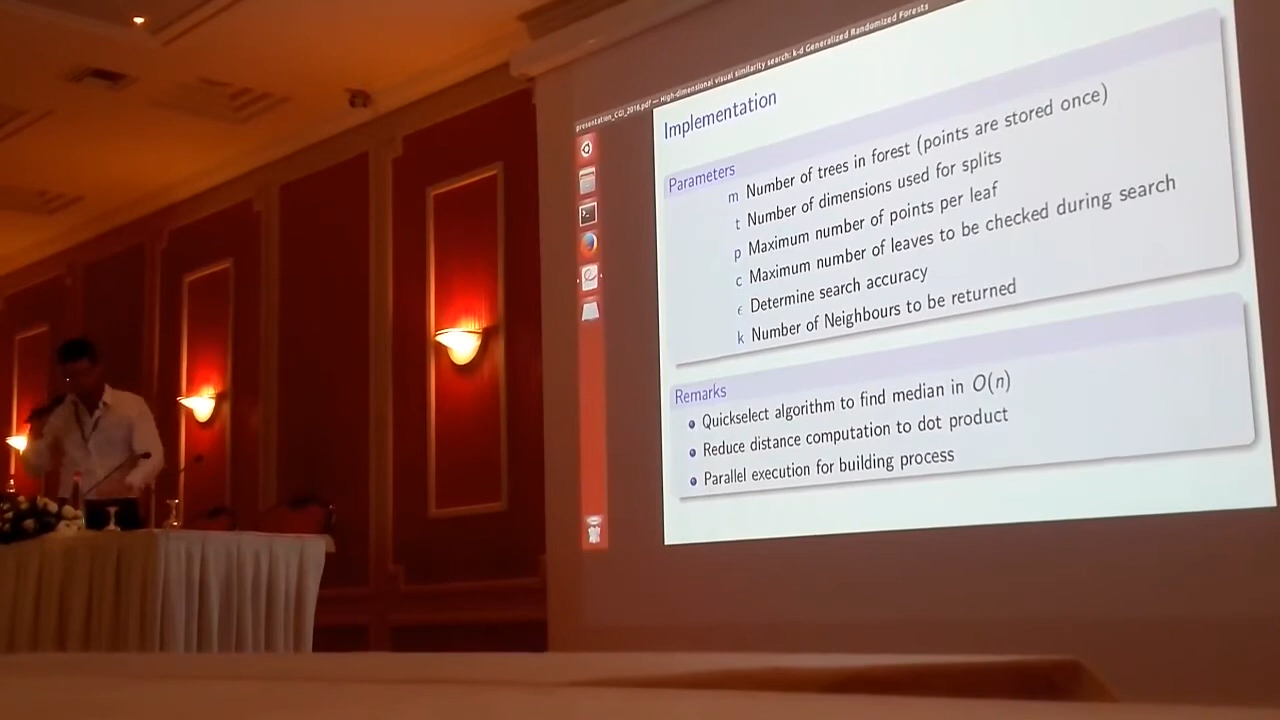 presentation_CGI_2016.pdf — High-dimensional visual similarity search: k-d Generalized Randomized Forests
Implementation
Parameters
m Number of trees in forest (points are stored once)
t Number of dimensions used for splits
p Maximum number of points per leaf
c Maximum number of leaves to be checked during search
ϵ Determine search accuracy
k Number of Neighbours to be returned
Remarks
Quickselect algorithm to find median in O(n)
Reduce distance computation to dot product
Parallel execution for building process